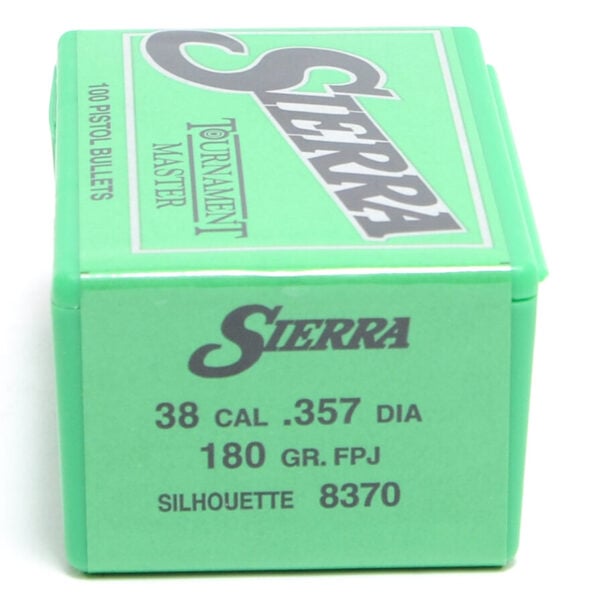 SIERRA
TOURNAMENT
MASTER
100 PISTOL BULLETS
SIERRA
38 CAL .357 DIA
180 GR. FPJ
SILHOUETTE 8370